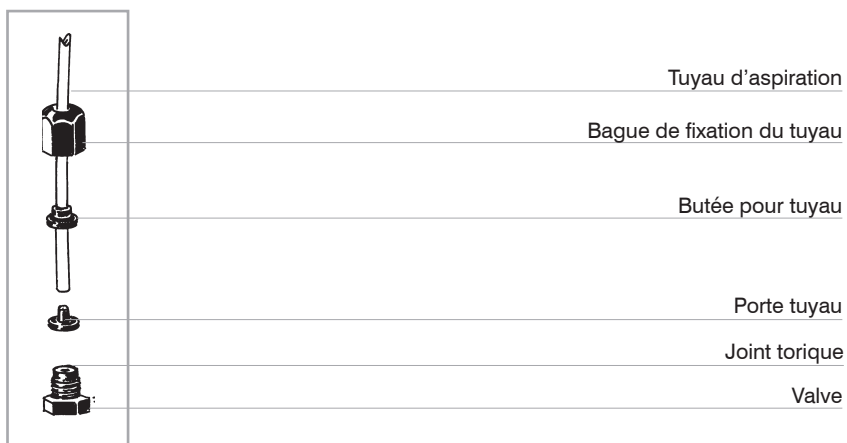 Tuyau d’aspiration
Bague de fixation du tuyau
Butée pour tuyau
Porte tuyau
Joint torique
Valve